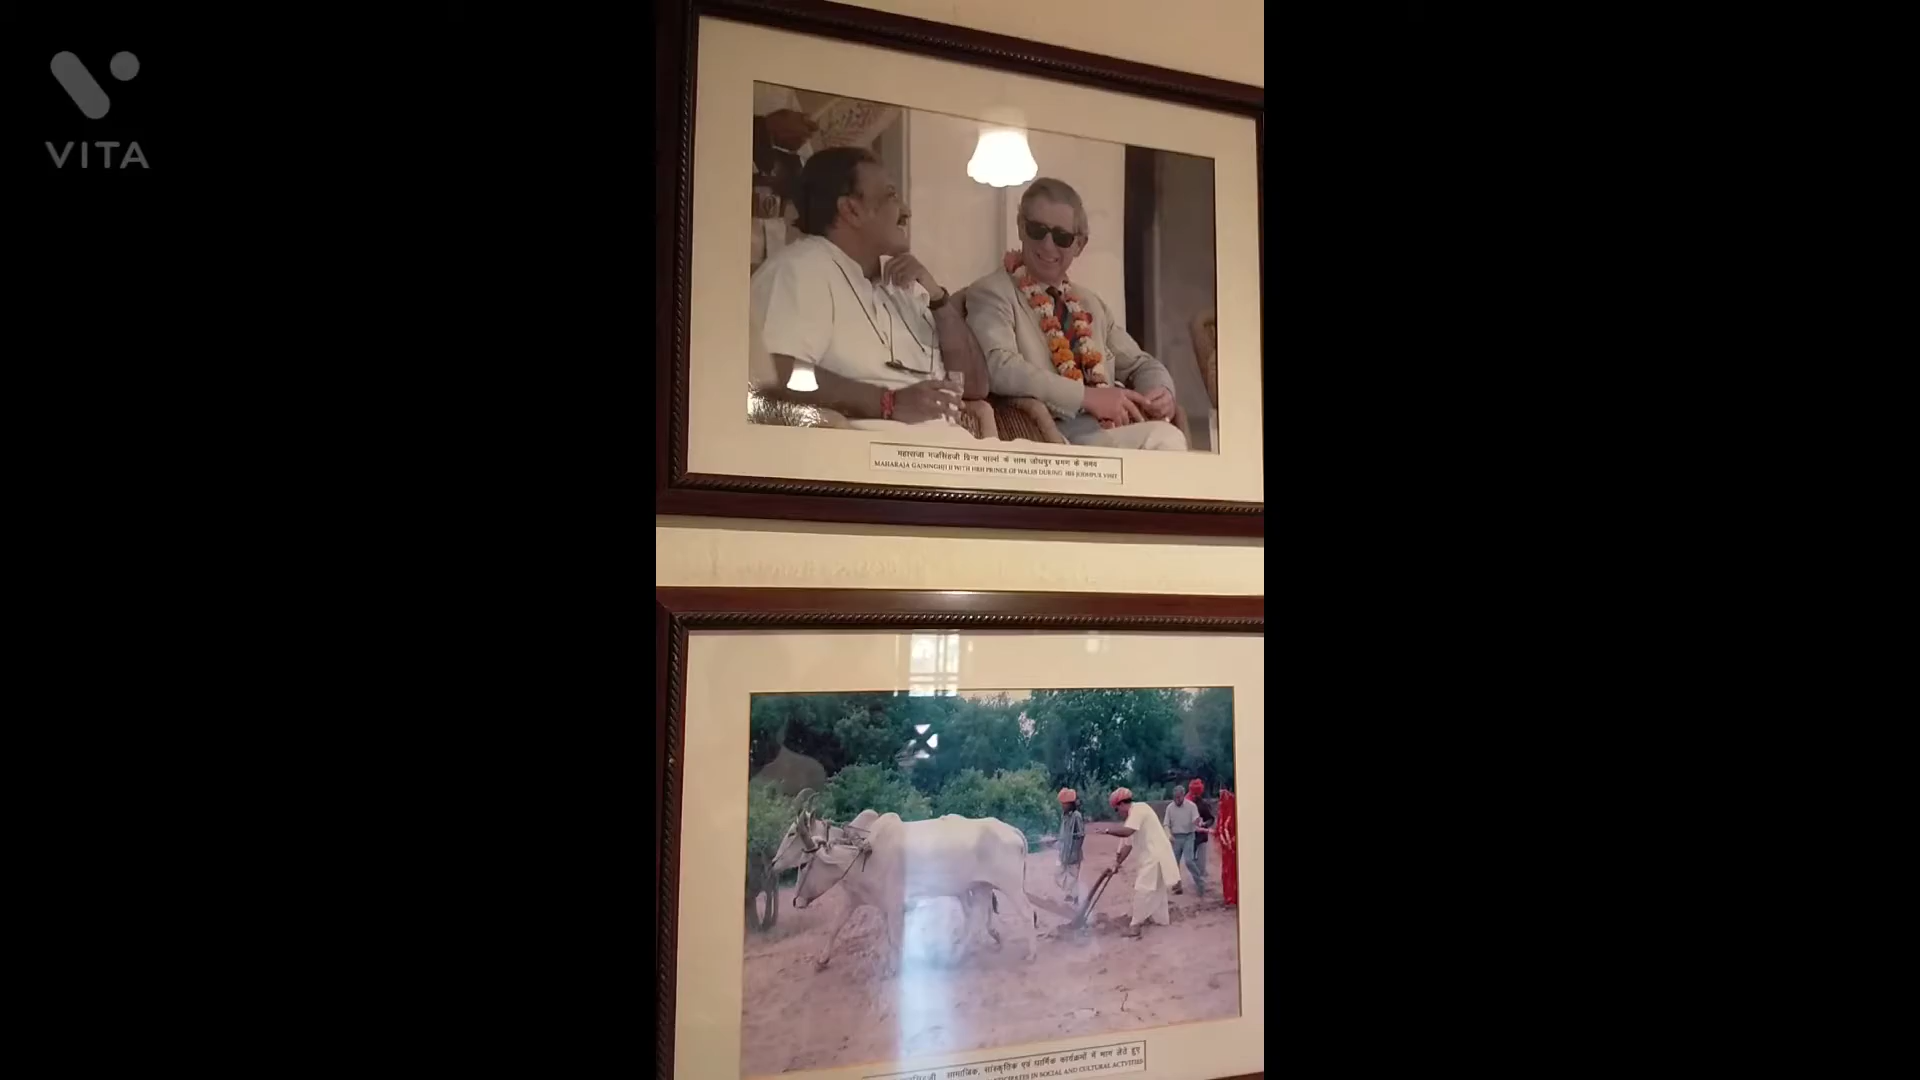 VITA
महाराजा गजसिंहजी प्रिन्स चार्ल्स के साथ जोधपुर भ्रमण के समय
MAHARAJA GAJSINGHJI II WITH HRH PRINCE OF WALES DURING HIS JODHPUR VISIT
सामाजिक, सांस्कृतिक एवं धार्मिक कार्यक्रमों में भाग लेते हुए
IN SOCIAL AND CULTURAL ACTIVITIES